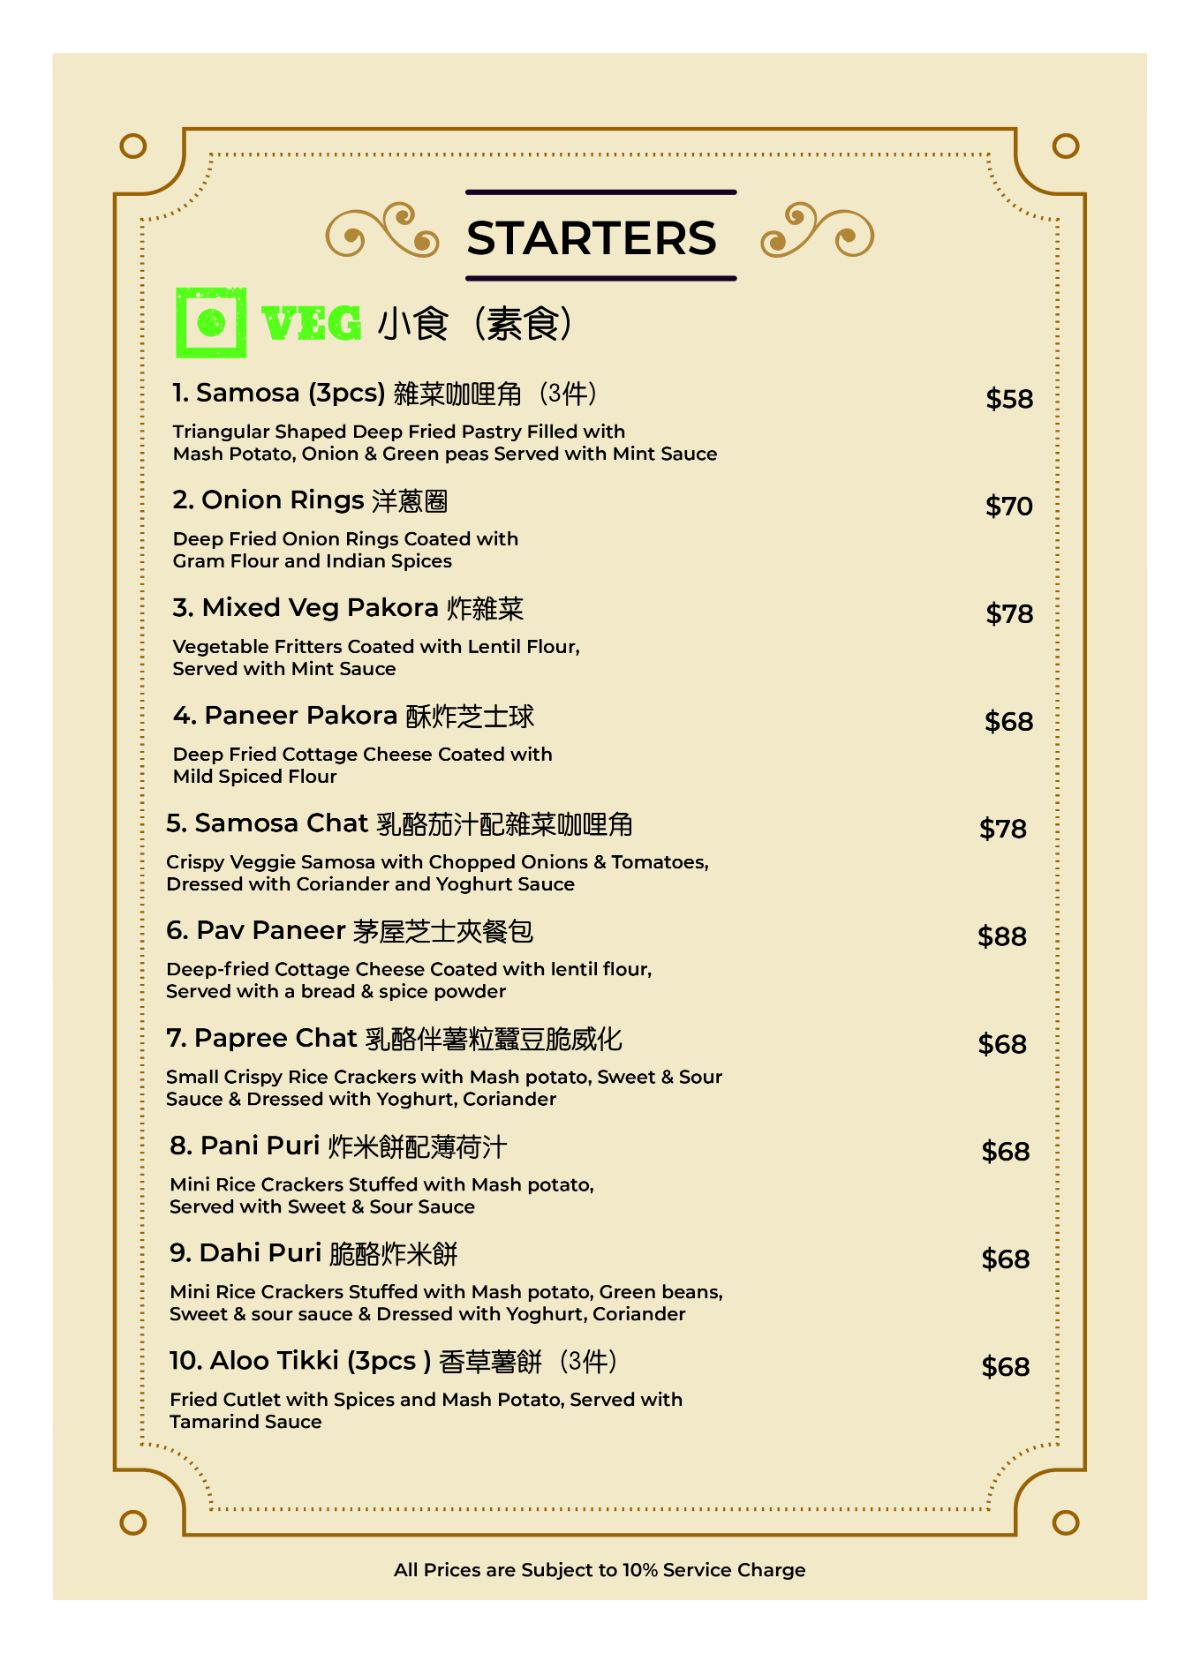 STARTERS
VEG 小食（素食）
1. Samosa (3pcs) 雜菜咖哩角（3件） $58
Triangular Shaped Deep Fried Pastry Filled with
Mash Potato, Onion & Green peas Served with Mint Sauce
2. Onion Rings 洋蔥圈 $70
Deep Fried Onion Rings Coated with
Gram Flour and Indian Spices
3. Mixed Veg Pakora 炸雜菜 $78
Vegetable Fritters Coated with Lentil Flour,
Served with Mint Sauce
4. Paneer Pakora 酥炸芝士球 $68
Deep Fried Cottage Cheese Coated with
Mild Spiced Flour
5. Samosa Chat 乳酪茄汁配雜菜咖哩角 $78
Crispy Veggie Samosa with Chopped Onions & Tomatoes,
Dressed with Coriander and Yoghurt Sauce
6. Pav Paneer 茅屋芝士夾餐包 $88
Deep-fried Cottage Cheese Coated with lentil flour,
Served with a bread & spice powder
7. Papree Chat 乳酪伴薯粒蠶豆脆威化 $68
Small Crispy Rice Crackers with Mash potato, Sweet & Sour
Sauce & Dressed with Yoghurt, Coriander
8. Pani Puri 炸米餅配薄荷汁 $68
Mini Rice Crackers Stuffed with Mash potato,
Served with Sweet & Sour Sauce
9. Dahi Puri 脆酪炸米餅 $68
Mini Rice Crackers Stuffed with Mash potato, Green beans,
Sweet & sour sauce & Dressed with Yoghurt, Coriander
10. Aloo Tikki (3pcs ) 香草薯餅（3件） $68
Fried Cutlet with Spices and Mash Potato, Served with
Tamarind Sauce
All Prices are Subject to 10% Service Charge